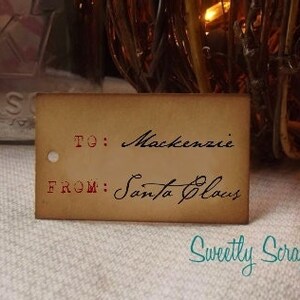 TO: Mackenzie
FROM: Santa Claus
Sweetly Scra